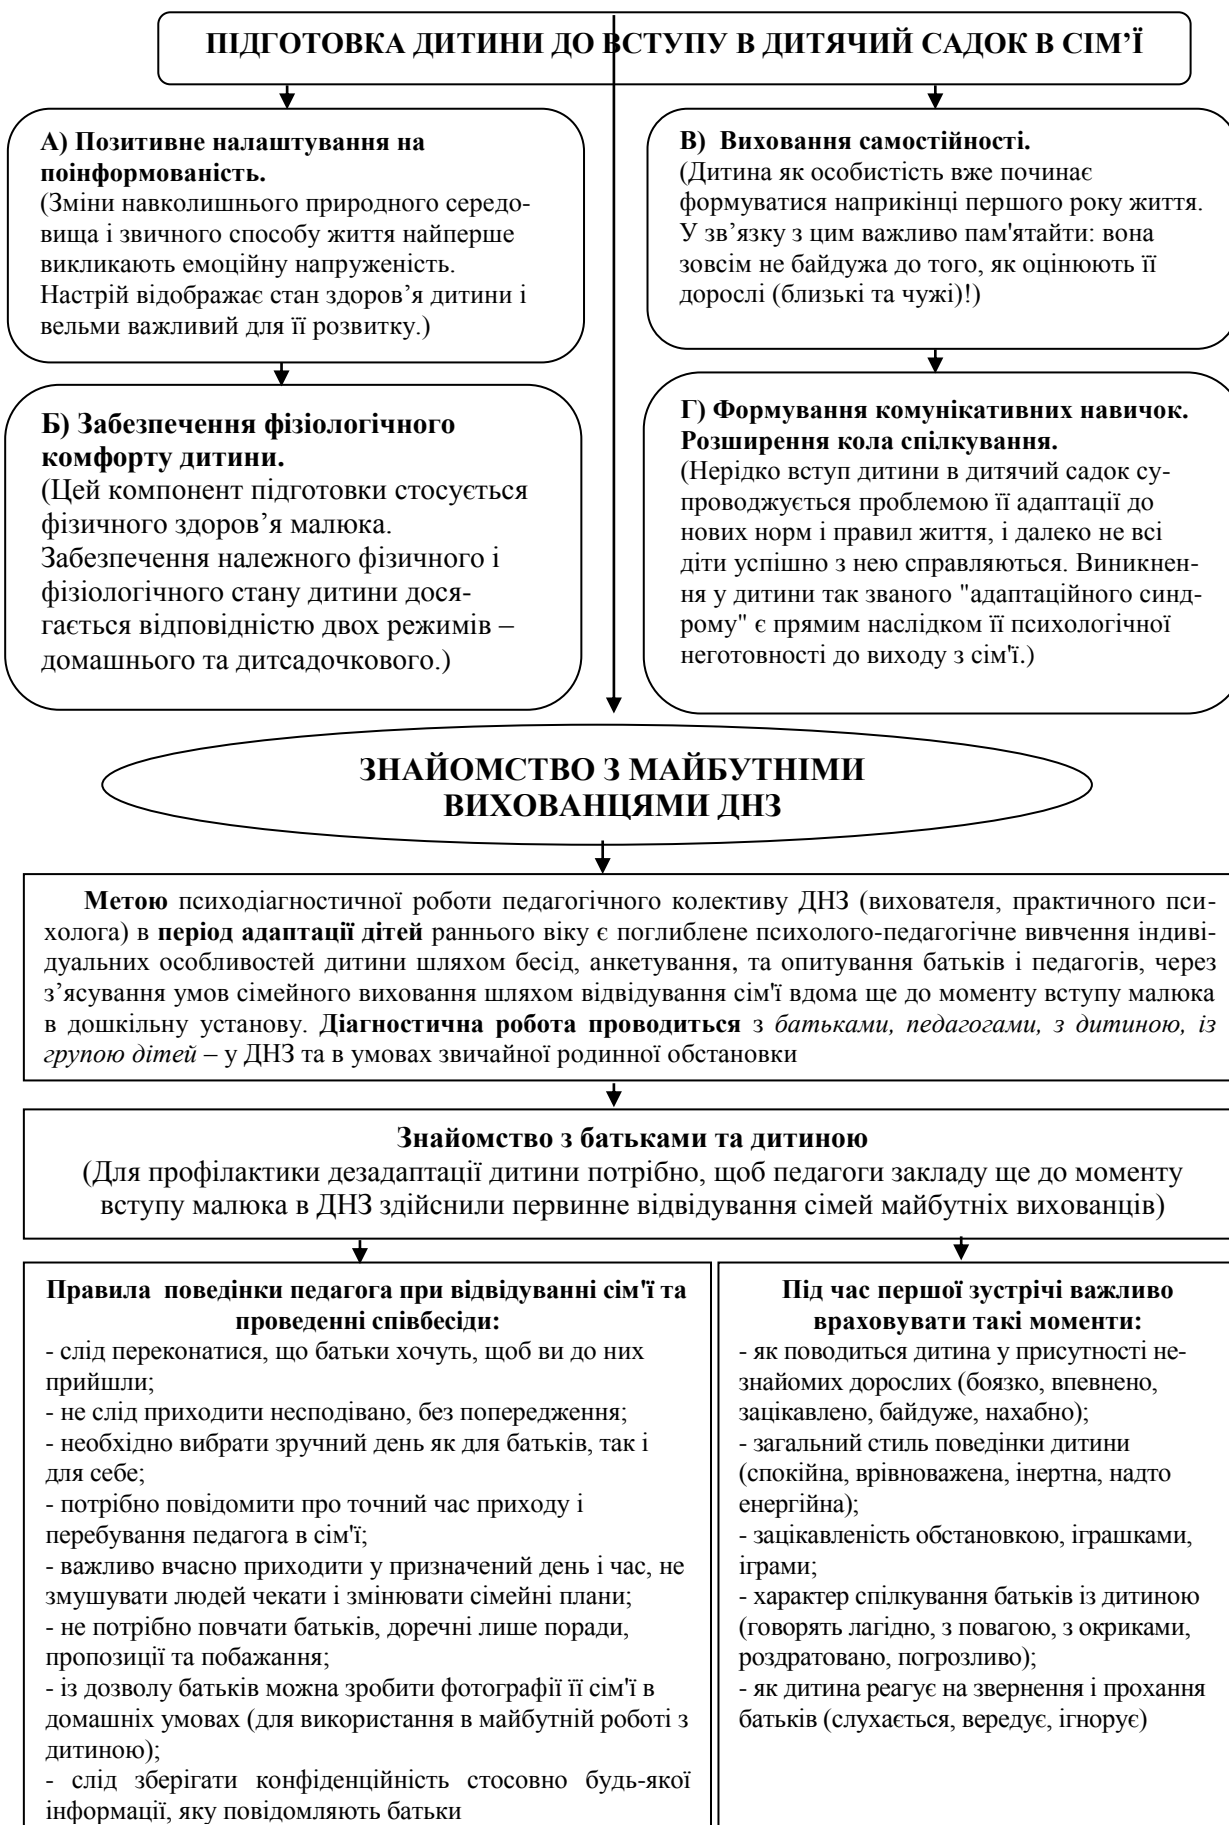 ПІДГОТОВКА ДИТИНИ ДО ВСТУПУ В ДИТЯЧИЙ САДОК В СІМ’Ї
А) Позитивне налаштування на
поінформованість.
(Зміни навколишнього природного середо-
вища і звичного способу життя найперше
викликають емоційну напруженість.
Настрій відображає стан здоров’я дитини і
вельми важливий для її розвитку.)
Б) Забезпечення фізіологічного
комфорту дитини.
(Цей компонент підготовки стосується
фізичного здоров’я малюка.
Забезпечення належного фізичного і
фізіологічного стану дитини дося-
гається відповідністю двох режимів –
домашнього та дитсадочкового.)
В)  Виховання самостійності.
(Дитина як особистість вже починає
формуватися наприкінці першого року життя.
У зв’язку з цим важливо пам'ятайти: вона
зовсім не байдужа до того, як оцінюють її
дорослі (близькі та чужі)!)
Г) Формування комунікативних навичок.
Розширення кола спілкування.
(Нерідко вступ дитини в дитячий садок су-
проводжується проблемою її адаптації до
нових норм і правил життя, і далеко не всі
діти успішно з нею справляються. Виникнен-
ня у дитини так званого "адаптаційного синд-
рому" є прямим наслідком її психологічної
неготовності до виходу з сім'ї.)
ЗНАЙОМСТВО З МАЙБУТНІМИ
ВИХОВАНЦЯМИ ДНЗ
Метою психодіагностичної роботи педагогічного колективу ДНЗ (вихователя, практичного пси-
холога) в період адаптації дітей раннього віку є поглиблене психолого-педагогічне вивчення індиві-
дуальних особливостей дитини шляхом бесід, анкетування, та опитування батьків і педагогів, через
з’ясування умов сімейного виховання шляхом відвідування сім'ї вдома ще до моменту вступу малюка
в дошкільну установу. Діагностична робота проводиться з батьками, педагогами, з дитиною, із
групою дітей – у ДНЗ та в умовах звичайної родинної обстановки
Знайомство з батьками та дитиною
(Для профілактики дезадаптації дитини потрібно, щоб педагоги закладу ще до моменту
вступу малюка в ДНЗ здійснили первинне відвідування сімей майбутніх вихованців)
Правила  поведінки педагога при відвідуванні сім'ї та
проведенні співбесіди:
- слід переконатися, що батьки хочуть, щоб ви до них
прийшли;
- не слід приходити несподівано, без попередження;
- необхідно вибрати зручний день як для батьків, так і
для себе;
- потрібно повідомити про точний час приходу і
перебування педагога в сім'ї;
- важливо вчасно приходити у призначений день і час, не
змушувати людей чекати і змінювати сімейні плани;
- не потрібно повчати батьків, доречні лише поради,
пропозиції та побажання;
- із дозволу батьків можна зробити фотографії її сім'ї в
домашніх умовах (для використання в майбутній роботі з
дитиною);
- слід зберігати конфіденційність стосовно будь-якої
інформації, яку повідомляють батьки
Під час першої зустрічі важливо
враховувати такі моменти:
- як поводиться дитина у присутності не-
знайомих дорослих (боязко, впевнено,
зацікавлено, байдуже, нахабно);
- загальний стиль поведінки дитини
(спокійна, врівноважена, інертна, надто
енергійна);
- зацікавленість обстановкою, іграшками,
іграми;
- характер спілкування батьків із дитиною
(говорять лагідно, з повагою, з окриками,
роздратовано, погрозливо);
- як дитина реагує на звернення і прохання
батьків (слухається, вередує, ігнорує)